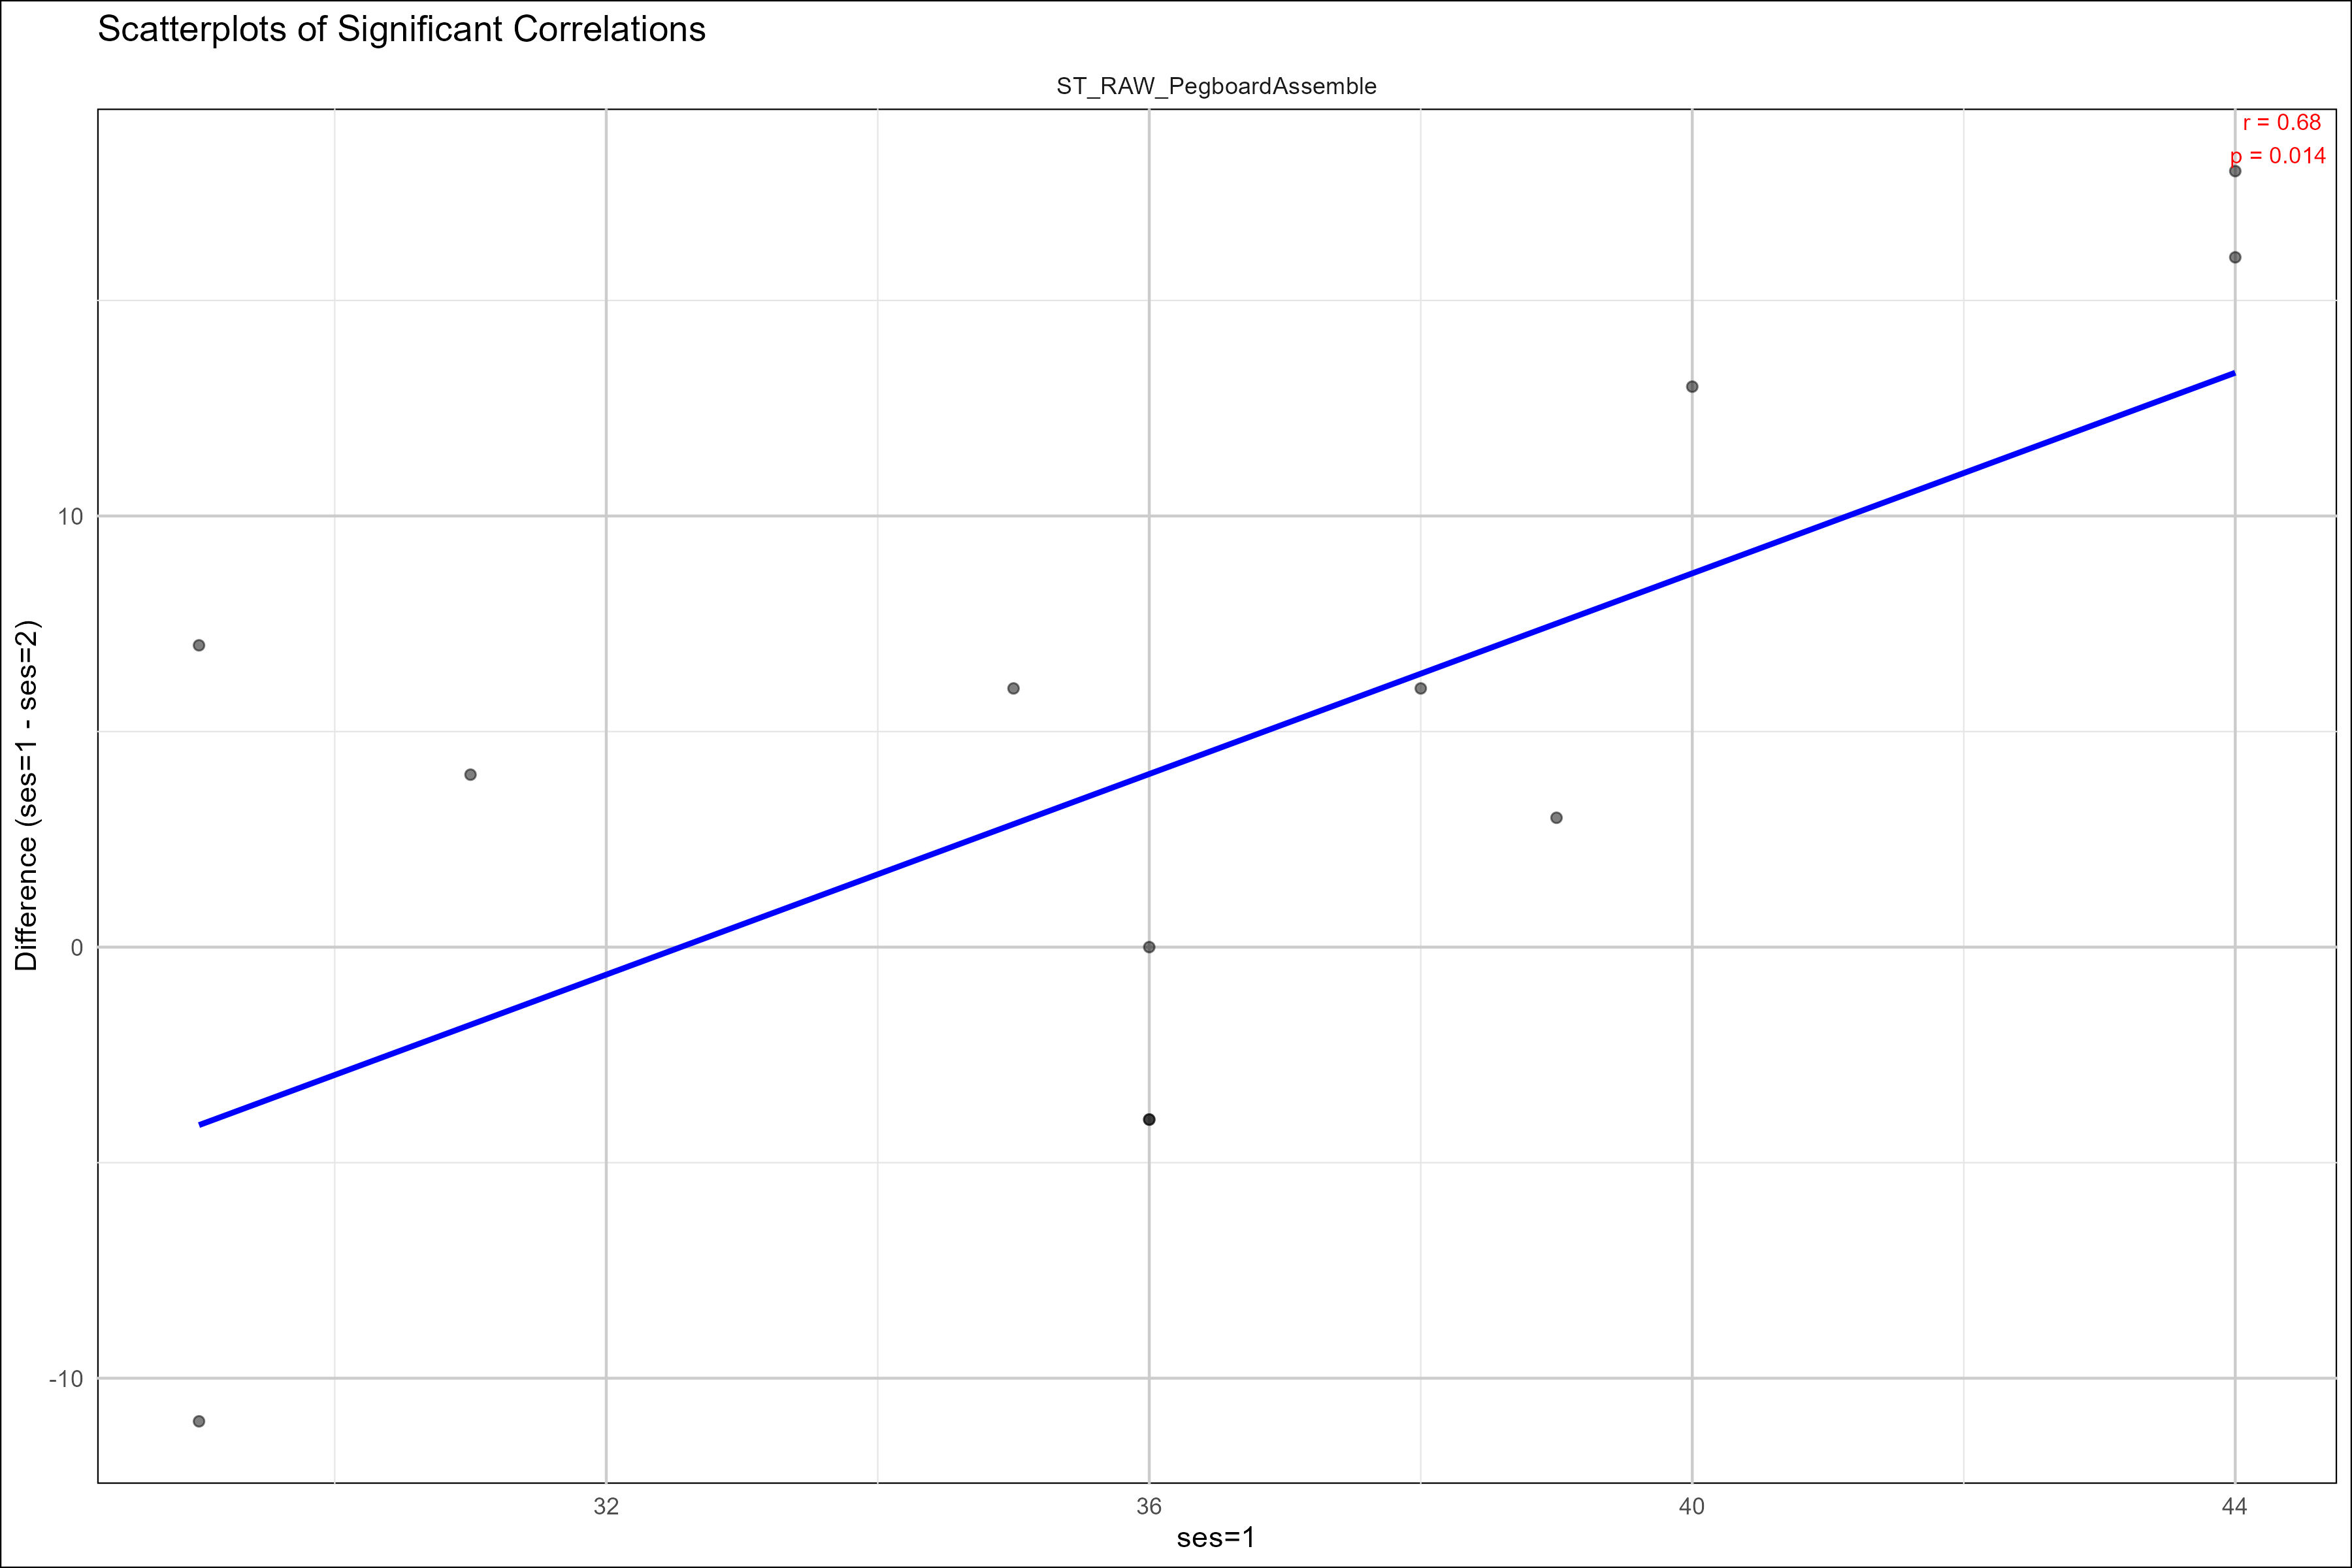 Scatterplots of Significant Correlations
ST_RAW_PegboardAssemble
r = 0.68
p = 0.014
Difference (ses=1 - ses=2)
10
0
-10
32
36
40
44
ses=1